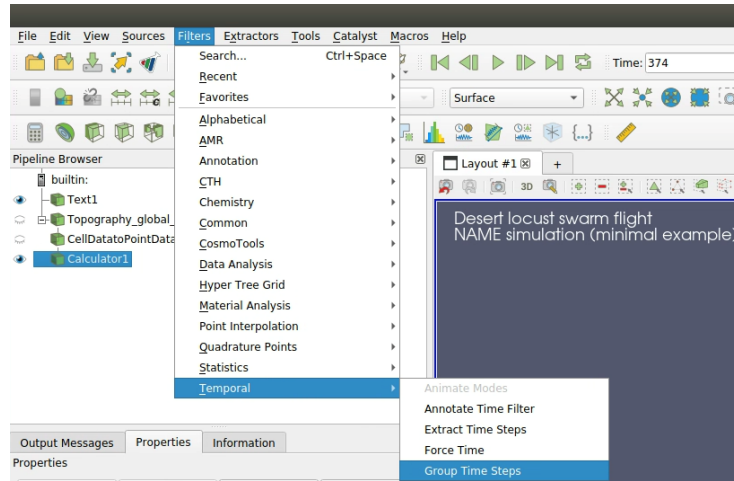 File Edit View Sources Filters Extractors Tools Catalyst Macros Help
Search... Ctrl+Space
Time: 374
Recent
Favorites
Surface
Alphabetical
AMR
3D
Pipeline Browser
Annotation
Layout #1
+
builtin:
CTH
Text1
Chemistry
Topography_global_
Common
Desert locust swarm flight
CellDatatoPointData
CosmoTools
NAME simulation (minimal example)
Calculator1
Data Analysis
Hyper Tree Grid
Material Analysis
Point Interpolation
Quadrature Points
Statistics
Temporal
Animate Modes
Annotate Time Filter
Extract Time Steps
Force Time
Group Time Steps
Output Messages Properties Information
Properties